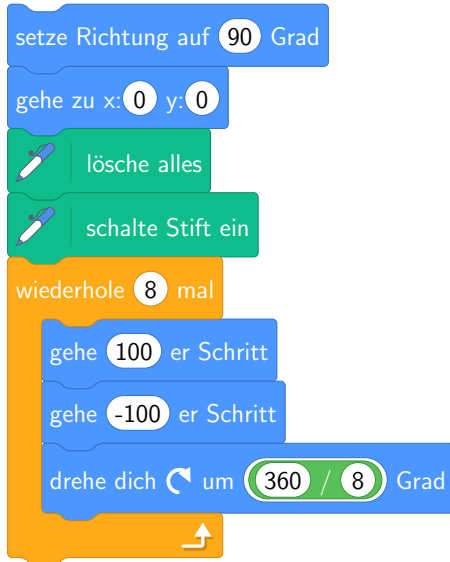 setze Richtung auf 90 Grad
gehe zu x: 0 y: 0
lösche alles
schalte Stift ein
wiederhole 8 mal
gehe 100 er Schritt
gehe -100 er Schritt
drehe dich um 360 / 8 Grad